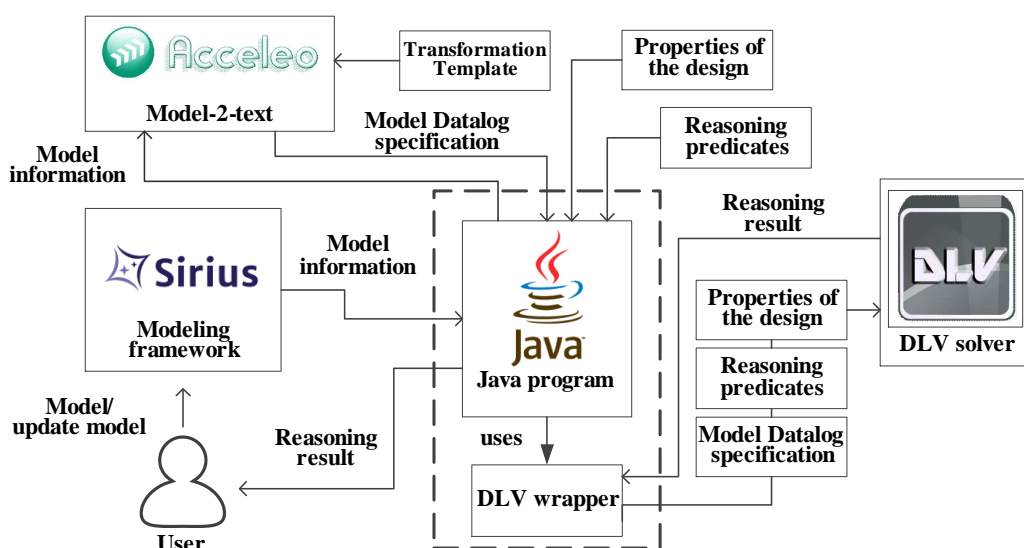 Acceleo
Model-2-text
Transformation
Template
Properties of
the design
Reasoning
predicates
Model Datalog
specification
Model
information
Sirius
Modeling
framework
Model
information
Java
Java program
Reasoning
result
DLV
DLV solver
Properties of
the design
Reasoning
predicates
Model Datalog
specification
Model/
update model
Reasoning
result
uses
DLV wrapper
User